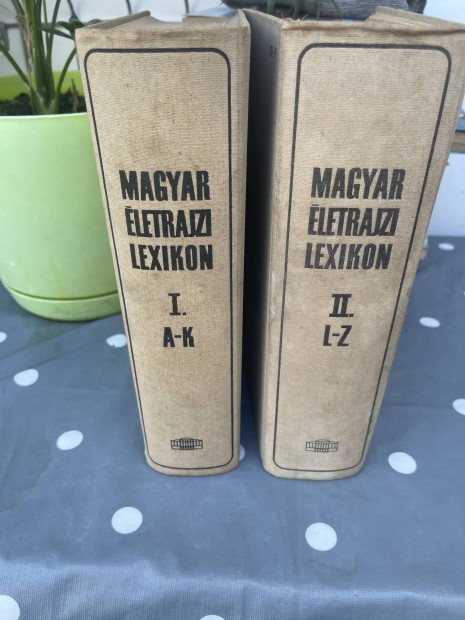 MAGYAR
ÉLETRAJZI
LEXIKON
I.
A-K
MAGYAR
ÉLETRAJZI
LEXIKON
II.
L-Z